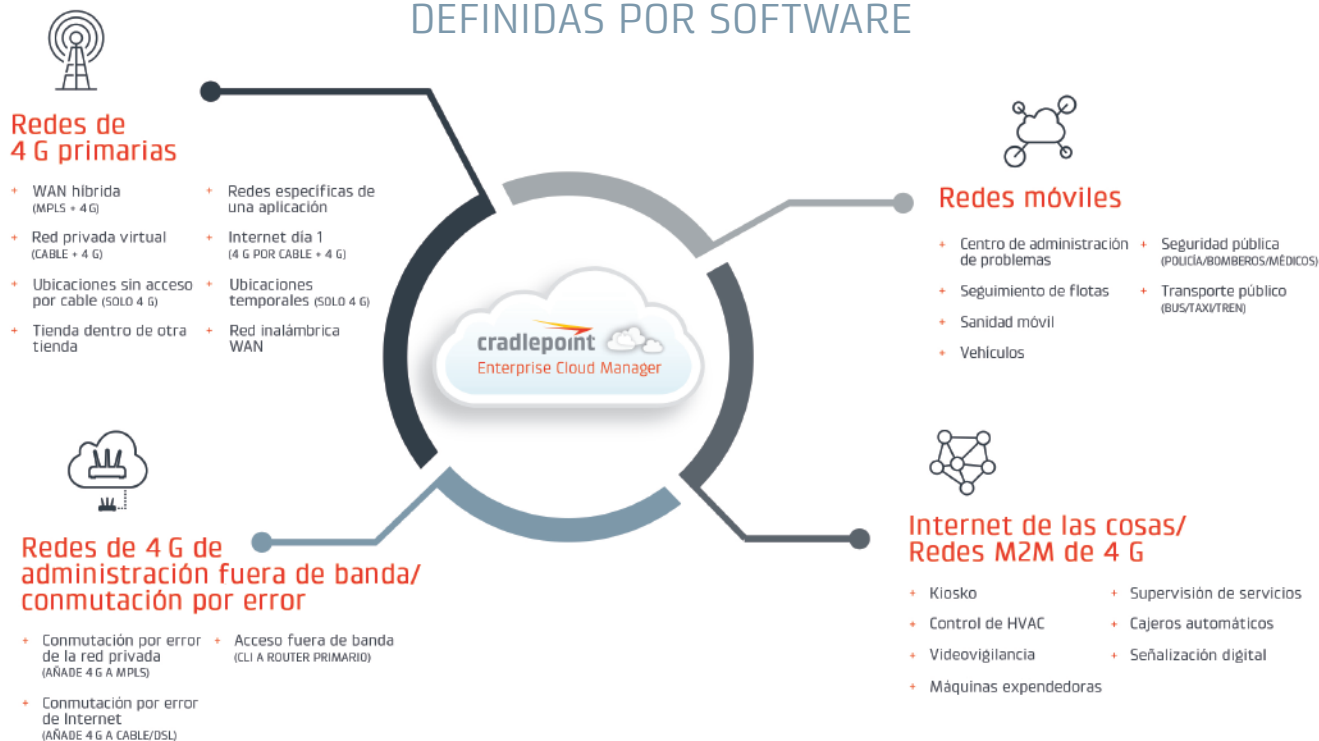 DEFINIDAS POR SOFTWARE
Redes de
4 G primarias
+ WAN híbrida
(MPLS + 4 G)
+ Red privada virtual
(CABLE + 4 G)
+ Ubicaciones sin acceso
por cable (SOLO 4 G)
+ Tienda dentro de otra
tienda
+ Redes específicas de
una aplicación
+ Internet día 1
(4 G POR CABLE + 4 G)
+ Ubicaciones
temporales (SOLO 4 G)
+ Red inalámbrica
WAN
cradlepoint
Enterprise Cloud Manager
Redes móviles
+ Centro de administración
de problemas
+ Seguimiento de flotas
+ Sanidad móvil
+ Vehículos
+ Seguridad pública
(POLICÍA/BOMBEROS/MÉDICOS)
+ Transporte público
(BUS/TAXI/TREN)
Redes de 4 G de
administración fuera de banda/
conmutación por error
+ Conmutación por error
de la red privada
(AÑADE 4 G A MPLS)
+ Conmutación por error
de Internet
(AÑADE 4 G A CABLE/DSL)
+ Acceso fuera de banda
(CLI A ROUTER PRIMARIO)
Internet de las cosas/
Redes M2M de 4 G
+ Kiosko
+ Control de HVAC
+ Videovigilancia
+ Máquinas expendedoras
+ Supervisión de servicios
+ Cajeros automáticos
+ Señalización digital